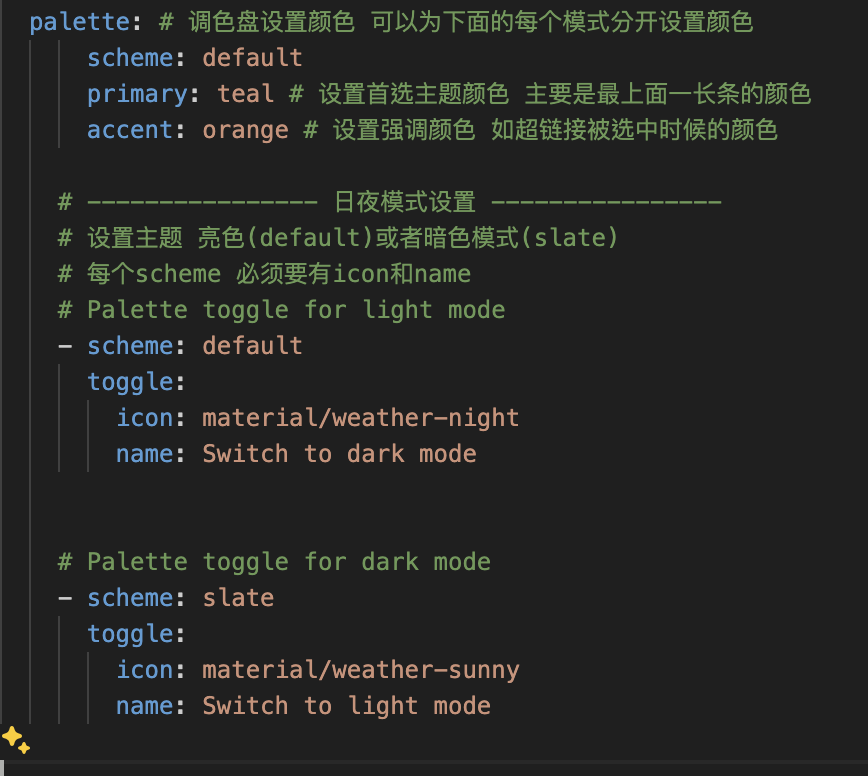 palette: # 调色盘设置颜色 可以为下面的每个模式分开设置颜色
scheme: default
primary: teal # 设置首选主题颜色 主要是最上面一长条的颜色
accent: orange # 设置强调颜色 如超链接被选中时候的颜色
# ---------------- 日夜模式设置 ----------------
# 设置主题 亮色(default)或者暗色模式(slate)
# 每个scheme 必须要有icon和name
# Palette toggle for light mode
- scheme: default
toggle:
icon: material/weather-night
name: Switch to dark mode
# Palette toggle for dark mode
- scheme: slate
toggle:
icon: material/weather-sunny
name: Switch to light mode